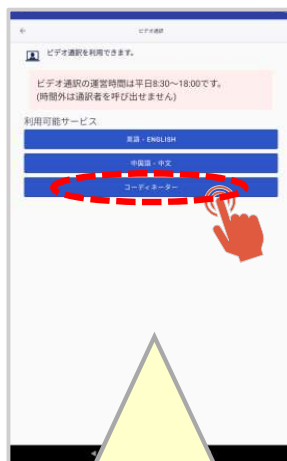 ビデオ通訳
ビデオ通訳を利用できます。
ビデオ通訳の運営時間は平日8:30〜18:00です。
(時間外は通訳者を呼び出せません)
利用可能サービス
英語 - ENGLISH
中国語 - 中文
コーディネーター